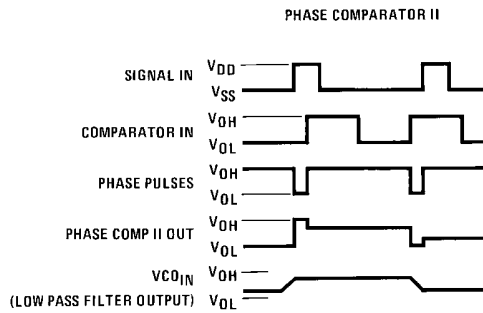 PHASE COMPARATOR II
SIGNAL IN
VDD
VSS
COMPARATOR IN
VOH
VOL
PHASE PULSES
VOH
VOL
PHASE COMP II OUT
VOH
VOL
VCOIN
(LOW PASS FILTER OUTPUT)
VOH
VOL